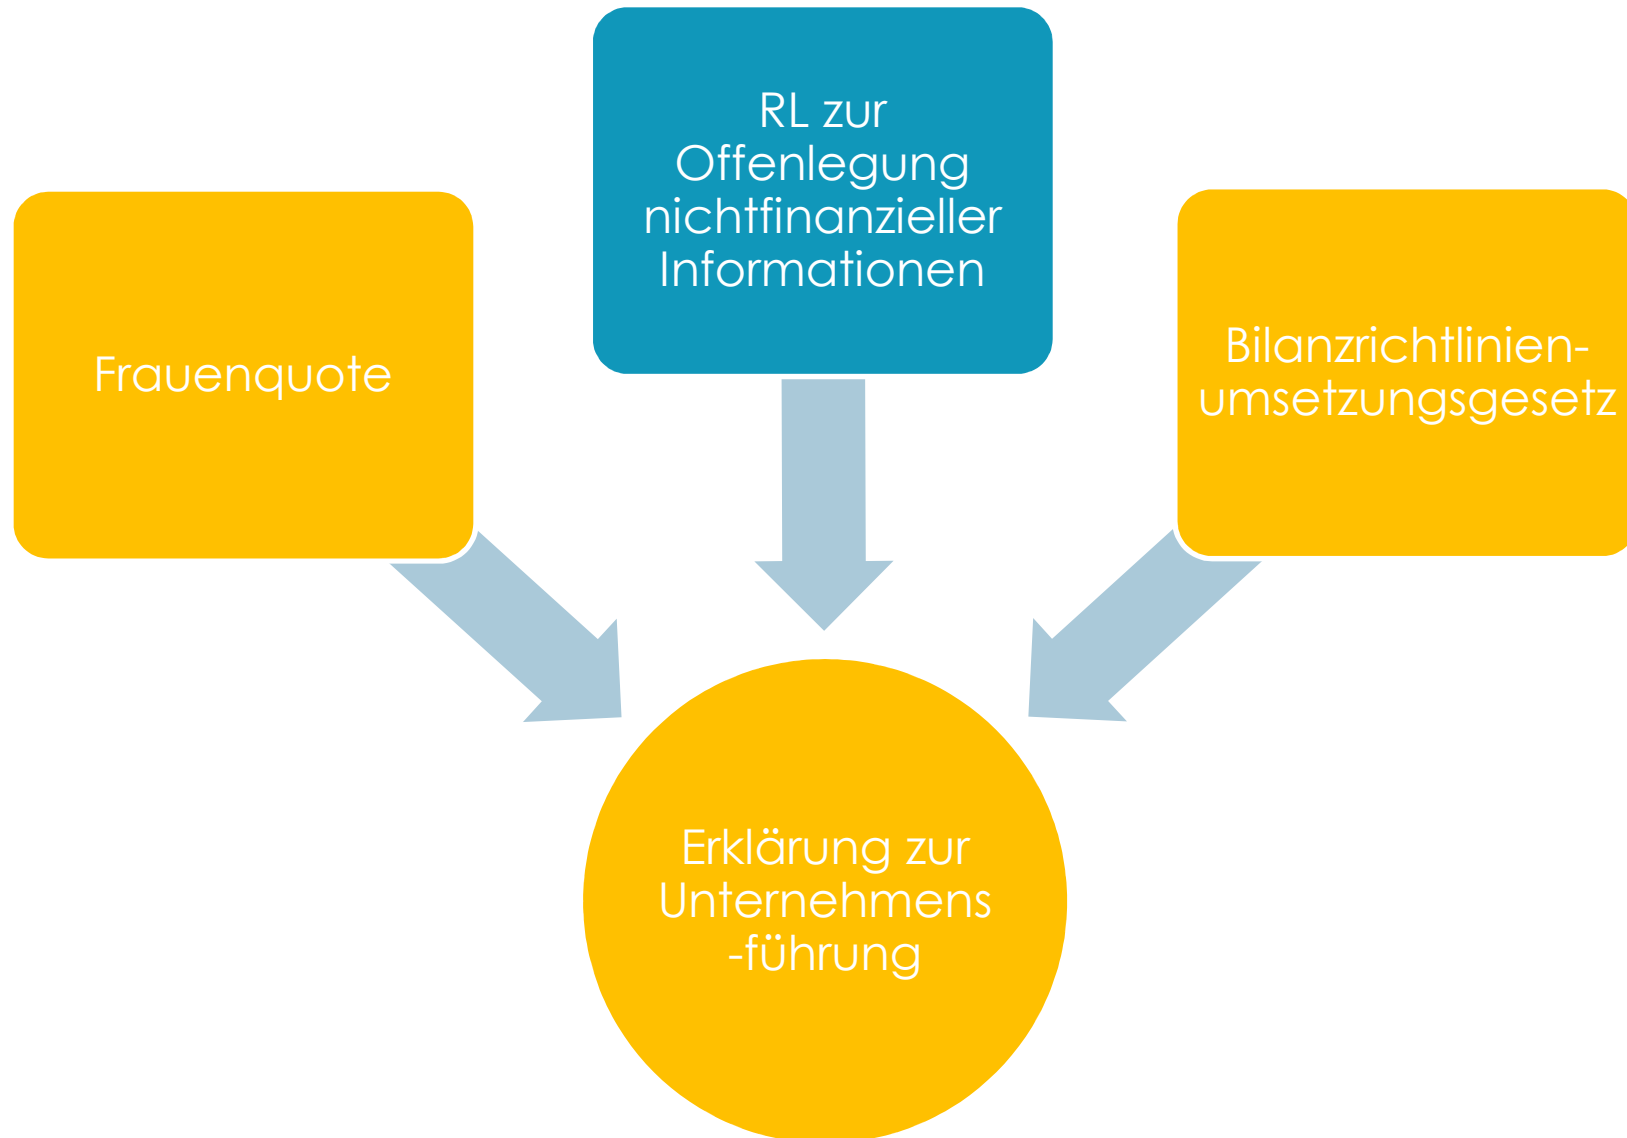 Frauenquote
RL zur
Offenlegung
nichtfinanzieller
Informationen
Bilanzrichtlinien-
umsetzungsgesetz
Erklärung zur
Unternehmens
-führung